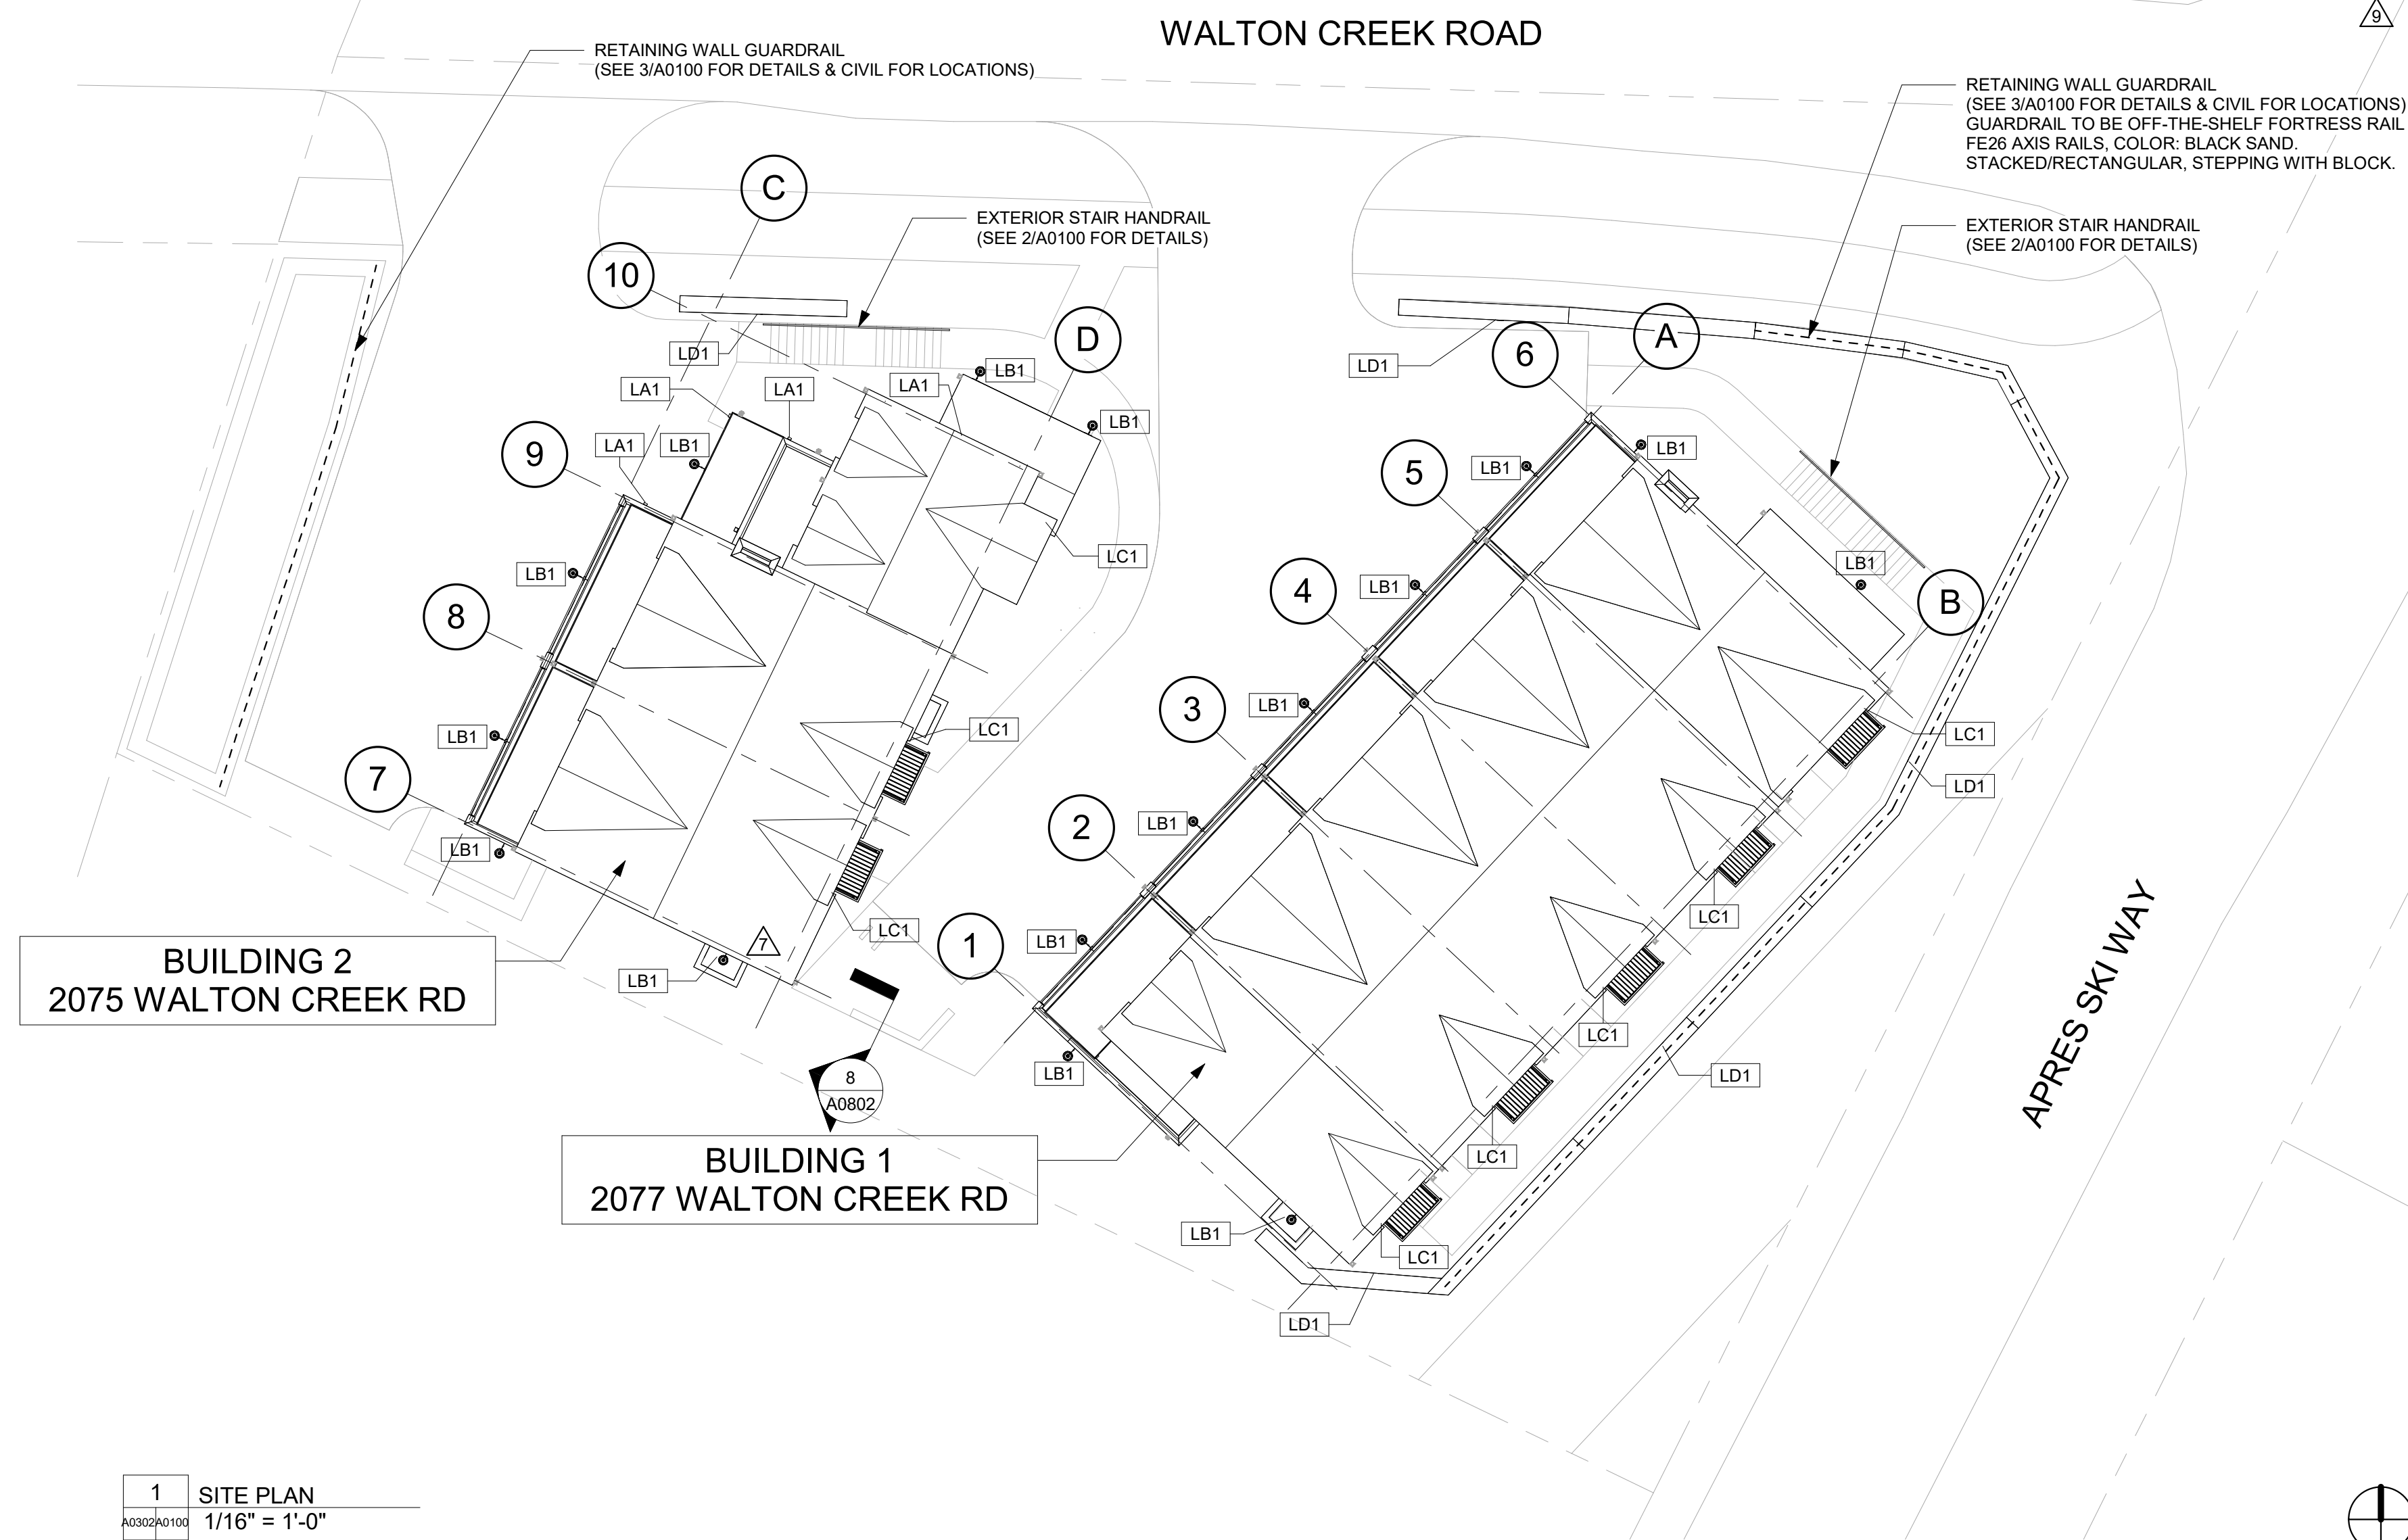 WALTON CREEK ROAD
9
RETAINING WALL GUARDRAIL
(SEE 3/A0100 FOR DETAILS & CIVIL FOR LOCATIONS)
RETAINING WALL GUARDRAIL
(SEE 3/A0100 FOR DETAILS & CIVIL FOR LOCATIONS)
GUARDRAIL TO BE OFF-THE-SHELF FORTRESS RAIL
FE26 AXIS RAILS, COLOR: BLACK SAND.
STACKED/RECTANGULAR, STEPPING WITH BLOCK.
C
EXTERIOR STAIR HANDRAIL
(SEE 2/A0100 FOR DETAILS)
EXTERIOR STAIR HANDRAIL
(SEE 2/A0100 FOR DETAILS)
10
D
A
6
LD1
LD1
LB1
LA1
LA1
LA1
LB1
9
LA1
LB1
LB1
5
LB1
LC1
LB1
LB1
4
LB1
8
B
3
LB1
LC1
LC1
LB1
7
LD1
2
LB1
LB1
LC1
LC1
7
1
LB1
LB1
BUILDING 2
2075 WALTON CREEK RD
LC1
APRES SKI WAY
LB1
LD1
8
A0802
LC1
BUILDING 1
2077 WALTON CREEK RD
LB1
LC1
LD1
1
SITE PLAN
A0302
A0100
1/16" = 1'-0"